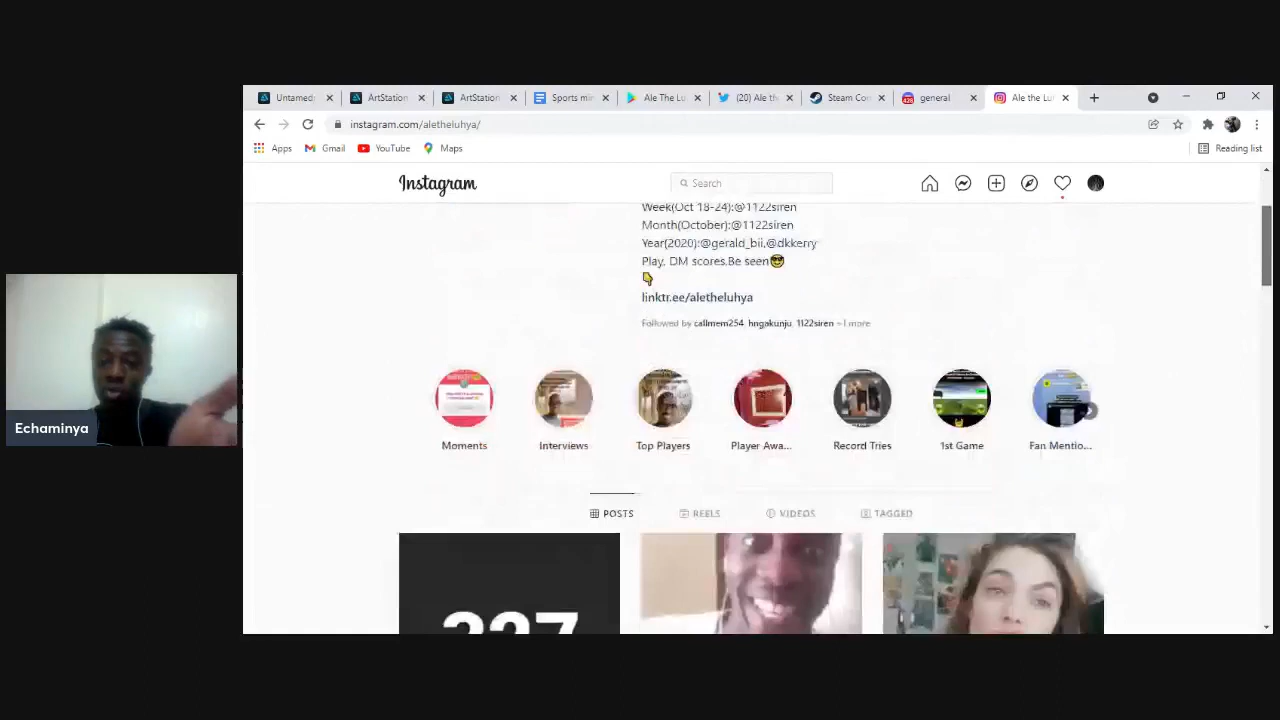 Untamed:
ArtStation
ArtStation
Sports min
Ale The Lu
(20) Ale th
Steam Con
general
Ale the Lu
instagram.com/aletheluhya/
Apps
Gmail
YouTube
Maps
Reading list
Instagram
Search
Week(Oct 18-24):@1122siren
Month(October):@1122siren
Year(2020):@gerald_bii,@dkkerry
Play, DM scores.Be seen😎
👇
linktr.ee/aletheluhya
Followed by callmem254, hngakunju, 1122siren + 1 more
Moments
Interviews
Top Players
Player Awa...
Record Tries
1st Game
Fan Mentio...
POSTS
REELS
VIDEOS
TAGGED
Echaminya